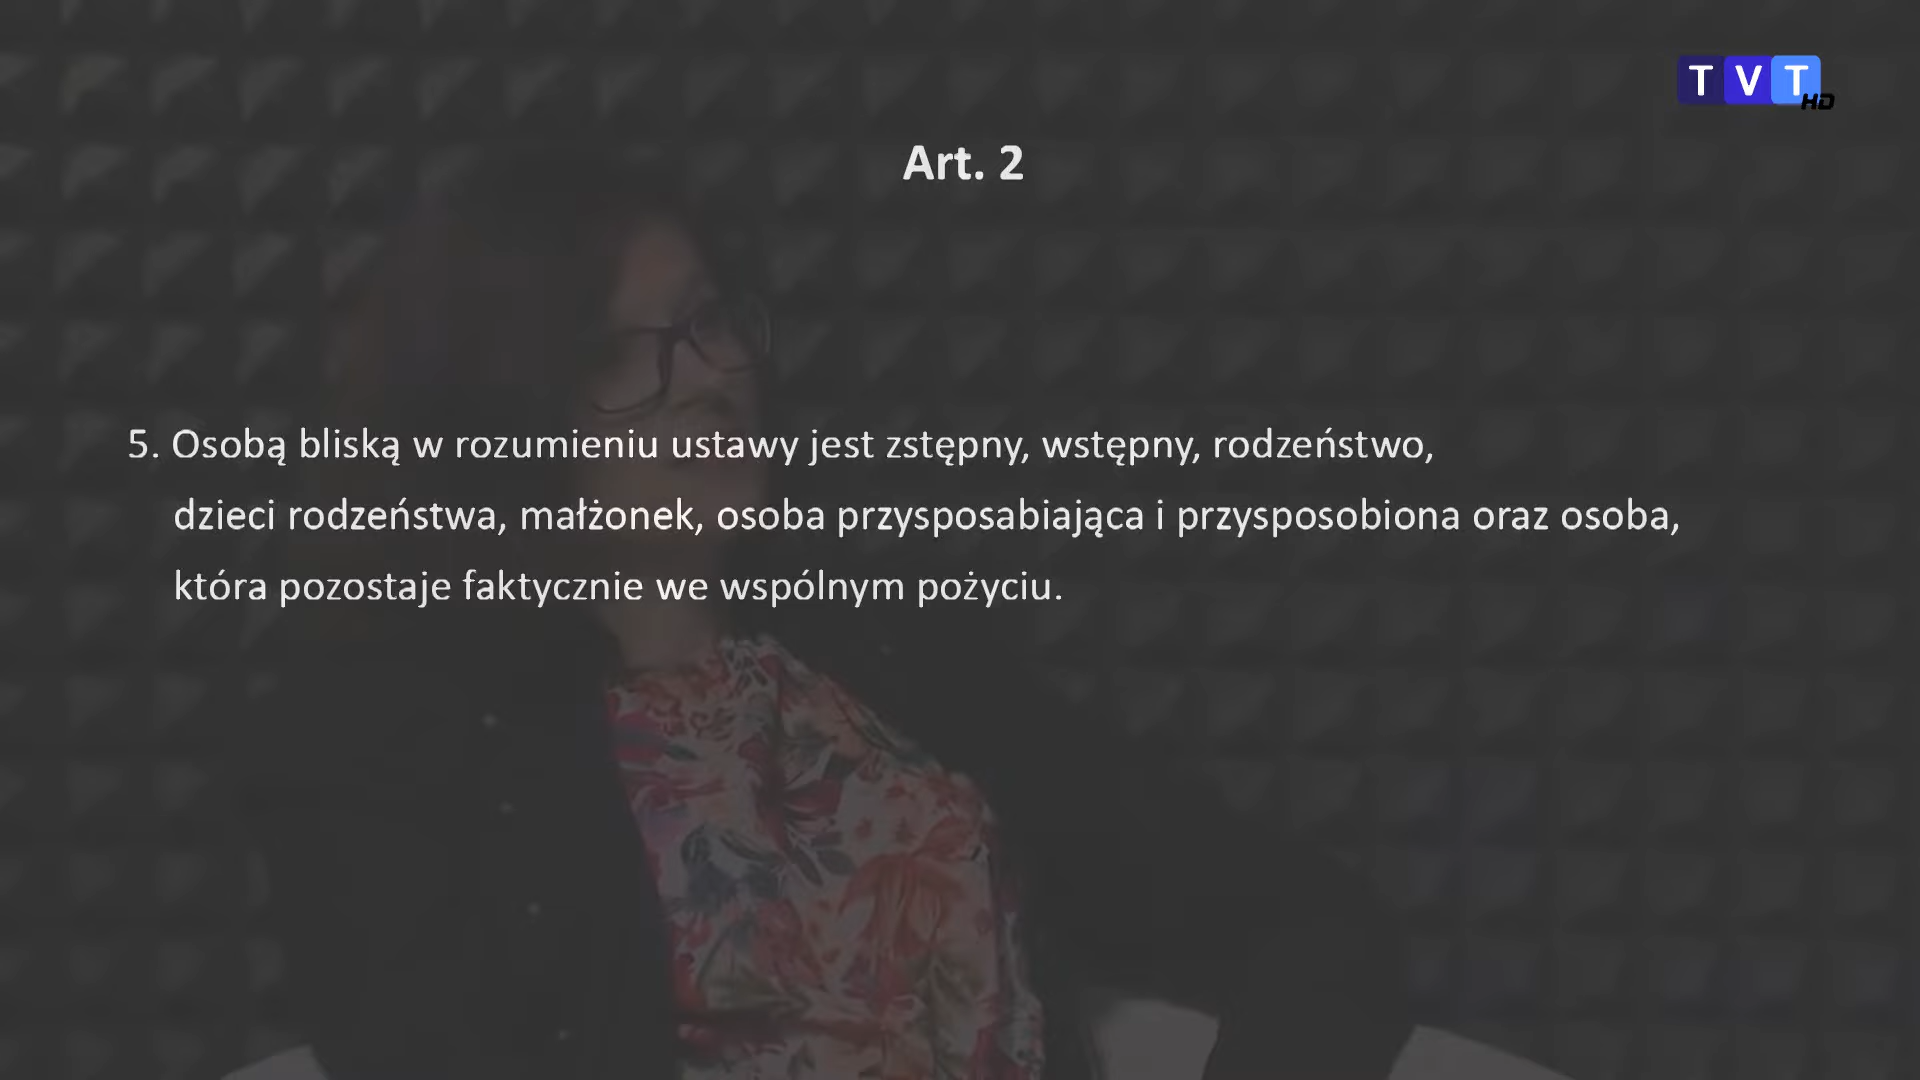 TVT HD
Art. 2
5. Osobą bliską w rozumieniu ustawy jest zstępny, wstępny, rodzeństwo,
dzieci rodzeństwa, małżonek, osoba przysposabiająca i przysposobiona oraz osoba,
która pozostaje faktycznie we wspólnym pożyciu.